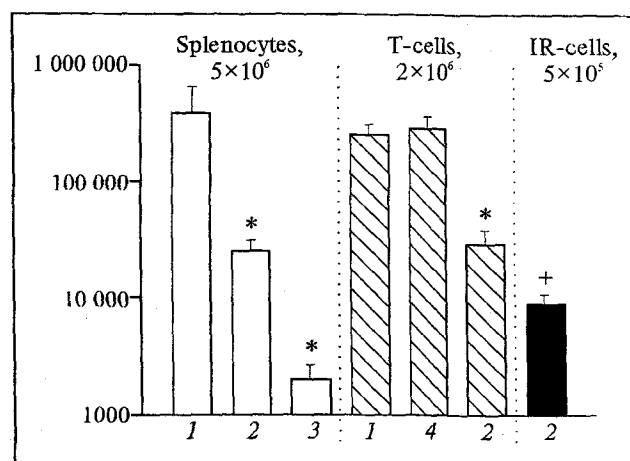 Splenocytes, T-cells, IR-cells,
5×10⁶ 2×10⁶ 5×10⁵
1 000 000
100 000
10 000
1000
* * * +
1 2 3 1 4 2 2